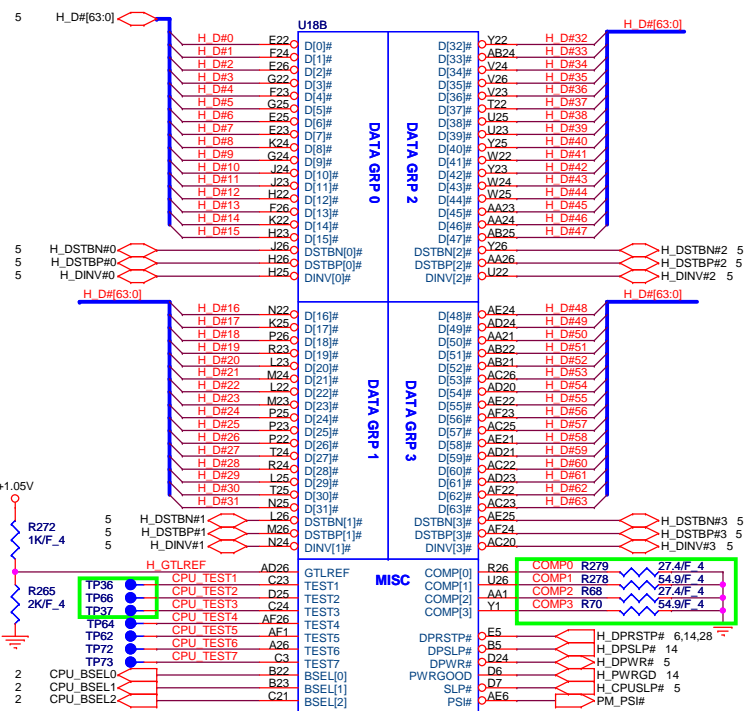 5 H_D#[63:0] U18B H_D#[63:0]
H_D#0 E22 D[0]# D[32]# Y22 H_D#32
H_D#1 F24 D[1]# D[33]# AB24 H_D#33
H_D#2 E26 D[2]# D[34]# V24 H_D#34
H_D#3 G22 D[3]# D[35]# V26 H_D#35
H_D#4 F23 D[4]# D[36]# V23 H_D#36
H_D#5 G25 D[5]# D[37]# T22 H_D#37
H_D#6 E25 D[6]# D[38]# U25 H_D#38
H_D#7 E23 D[7]# D[39]# U23 H_D#39
H_D#8 K24 D[8]# D[40]# Y25 H_D#40
H_D#9 G24 D[9]# D[41]# W22 H_D#41
H_D#10 J24 D[10]# D[42]# Y23 H_D#42
H_D#11 J23 D[11]# D[43]# W24 H_D#43
H_D#12 H22 D[12]# D[44]# W25 H_D#44
H_D#13 F26 D[13]# D[45]# AA23 H_D#45
H_D#14 K22 D[14]# D[46]# AA24 H_D#46
H_D#15 H23 D[15]# D[47]# AB25 H_D#47
DATA GRP 0
DATA GRP 2
5 H_DSTBN#0 J26 DSTBN[0]# DSTBN[2]# Y26 H_DSTBN#2 5
5 H_DSTBP#0 H26 DSTBP[0]# DSTBP[2]# AA26 H_DSTBP#2 5
5 H_DINV#0 H25 DINV[0]# DINV[2]# U22 H_DINV#2 5
H_D#[63:0] H_D#[63:0]
H_D#16 N22 D[16]# D[48]# AE24 H_D#48
H_D#17 K25 D[17]# D[49]# AD24 H_D#49
H_D#18 P26 D[18]# D[50]# AA21 H_D#50
H_D#19 R23 D[19]# D[51]# AB22 H_D#51
H_D#20 L23 D[20]# D[52]# AB21 H_D#52
H_D#21 M24 D[21]# D[53]# AC26 H_D#53
H_D#22 L22 D[22]# D[54]# AD20 H_D#54
H_D#23 M23 D[23]# D[55]# AE22 H_D#55
H_D#24 P25 D[24]# D[56]# AF23 H_D#56
H_D#25 P23 D[25]# D[57]# AC25 H_D#57
H_D#26 P22 D[26]# D[58]# AE21 H_D#58
H_D#27 T24 D[27]# D[59]# AD21 H_D#59
H_D#28 R24 D[28]# D[60]# AC22 H_D#60
H_D#29 L25 D[29]# D[61]# AD23 H_D#61
H_D#30 T25 D[30]# D[62]# AF22 H_D#62
H_D#31 N25 D[31]# D[63]# AC23 H_D#63
DATA GRP 1
DATA GRP 3
5 H_DSTBN#1 L26 DSTBN[1]# DSTBN[3]# AE25 H_DSTBN#3 5
5 H_DSTBP#1 M26 DSTBP[1]# DSTBP[3]# AF24 H_DSTBP#3 5
5 H_DINV#1 N24 DINV[1]# DINV[3]# AC20 H_DINV#3 5
+1.05V
R272
1K/F_4
R265
2K/F_4
MISC
H_GTLREF AD26 GTLREF COMP[0] R26 COMP0 R279 27.4/F_4
TP36 CPU_TEST1 C23 TEST1 COMP[1] U26 COMP1 R278 54.9/F_4
TP66 CPU_TEST2 D25 TEST2 COMP[2] AA1 COMP2 R68 27.4/F_4
TP37 CPU_TEST3 C24 TEST3 COMP[3] Y1 COMP3 R70 54.9/F_4
TP64 CPU_TEST4 AF26 TEST4
TP62 CPU_TEST5 AF1 TEST5 DPRSTP# E5 H_DPRSTP# 6,14,28
TP72 CPU_TEST6 A26 TEST6 DPSLP# B5 H_DPSLP# 14
TP73 CPU_TEST7 C3 TEST7 DPWR# D24 H_DPWR# 5
2 CPU_BSEL0 B22 BSEL[0] PWRGOOD D6 H_PWRGD 14
2 CPU_BSEL1 B23 BSEL[1] SLP# D7 H_CPUSLP# 5
2 CPU_BSEL2 C21 BSEL[2] PSI# AE6 PM_PSI#